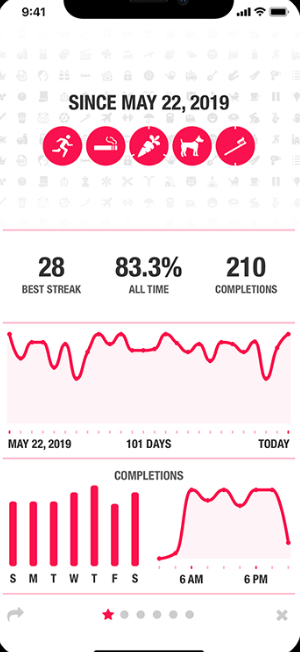 9:41
SINCE MAY 22, 2019
28 83.3% 210
BEST STREAK ALL TIME COMPLETIONS
MAY 22, 2019 101 DAYS TODAY
COMPLETIONS
S M T W T F S 6 AM 6 PM